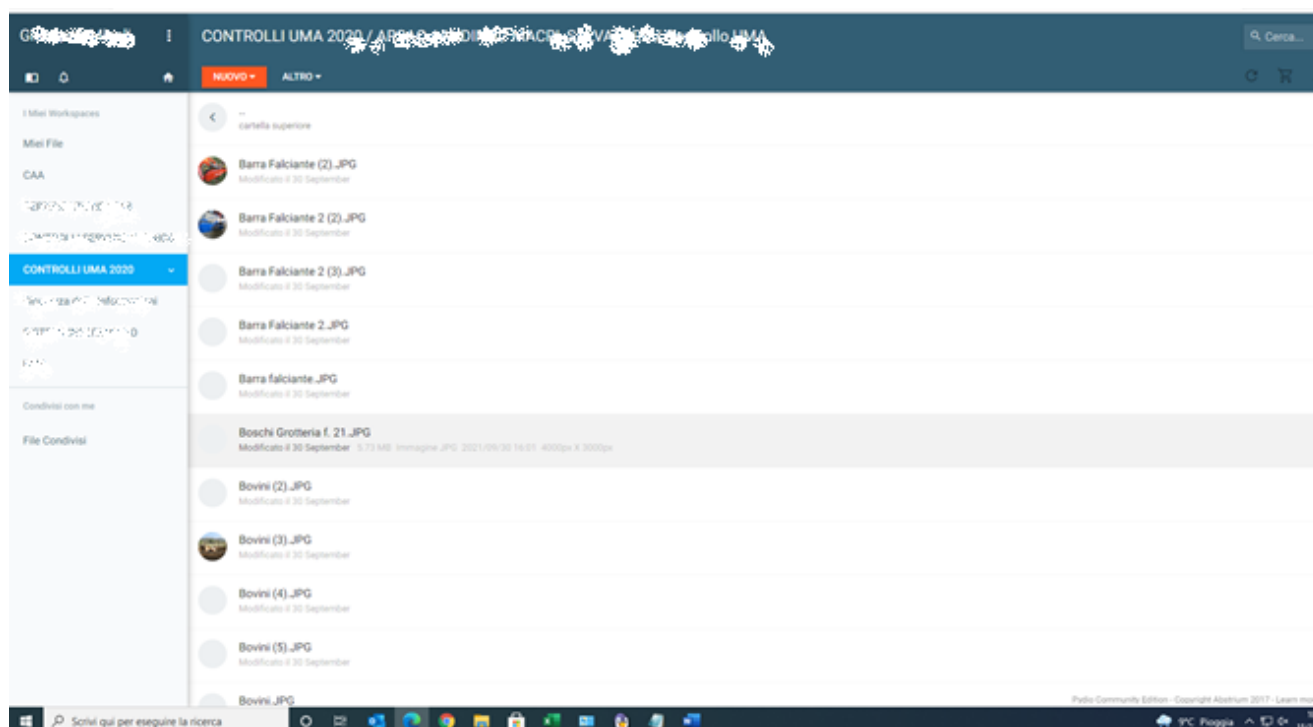 CONTROLLI UMA 2020 /
Cerca...
NUOVO
ALTRO
I Miei Workspaces
Miei File
CAA
CONTROLLI UMA 2020
Condivisi con me
File Condivisi
..
cartella superiore
Barra Falciante (2).JPG
Modificato il 30 September
Barra Falciante 2 (2).JPG
Modificato il 30 September
Barra Falciante 2 (3).JPG
Modificato il 30 September
Barra Falciante 2.JPG
Modificato il 30 September
Barra falciante.JPG
Modificato il 30 September
Boschi Grotteria f. 21.JPG
Modificato il 30 September 5.73 MB Immagine JPG 2021/09/30 16:01 4000px X 3000px
Bovini (2).JPG
Modificato il 30 September
Bovini (3).JPG
Modificato il 30 September
Bovini (4).JPG
Modificato il 30 September
Bovini (5).JPG
Modificato il 30 September
Bovini.JPG
Pydio Community Edition - Copyright Abstrium 2017 - Learn
Scrivi qui per eseguire la ricerca
9°C Pioggia